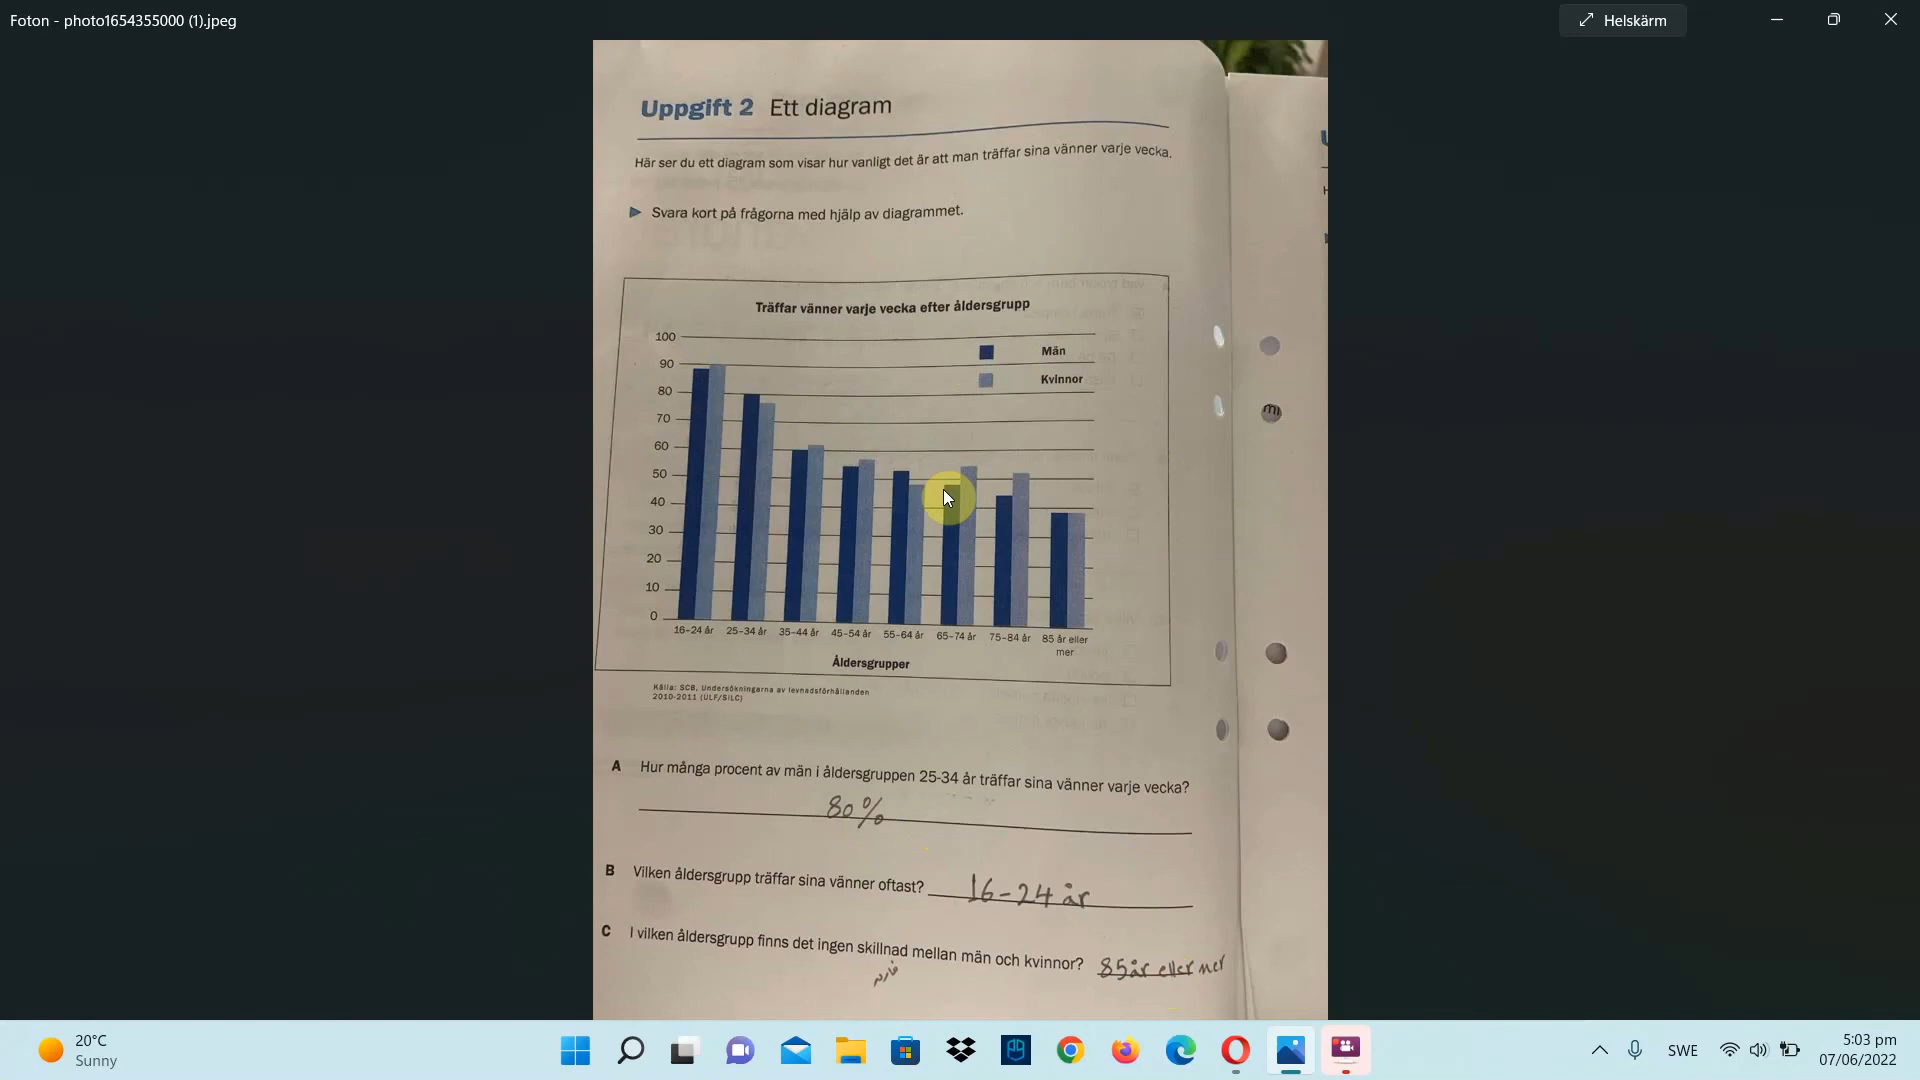 Foton - photo1654355000 (1).jpeg
Helskärm
Uppgift 2 Ett diagram
Här ser du ett diagram som visar hur vanligt det är att man träffar sina vänner varje vecka.
Svara kort på frågorna med hjälp av diagrammet.
Träffar vänner varje vecka efter åldersgrupp
100
90
80
70
60
50
40
30
20
10
0
Män
Kvinnor
16–24 år 25–34 år 35–44 år 45–54 år 55–64 år 65–74 år 75–84 år 85 år eller
mer
Åldersgrupper
Källa: SCB, Undersökningarna av levnadsförhållanden
2010-2011 (ULF/SILC)
A Hur många procent av män i åldersgruppen 25-34 år träffar sina vänner varje vecka?
80%
B Vilken åldersgrupp träffar sina vänner oftast? 16-24 år
C I vilken åldersgrupp finns det ingen skillnad mellan män och kvinnor? 85 år eller mer
20°C
Sunny
SWE
5:03 pm
07/06/2022